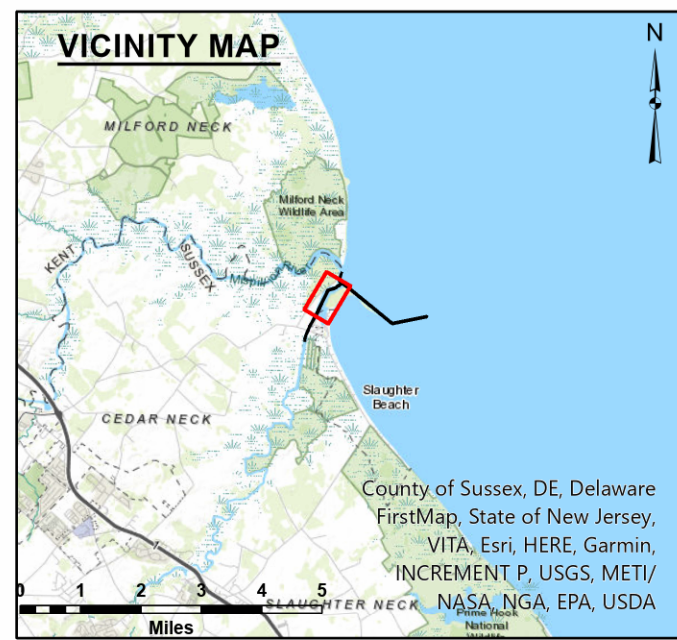 VICINITY MAP
N
MILFORD NECK
Milford Neck
Wildlife Area
KENT
SUSSEX
Slaughter
Beach
CEDAR NECK
County of Sussex, DE, Delaware
FirstMap, State of New Jersey,
VITA, Esri, HERE, Garmin,
INCREMENT P, USGS, METI/
NASA, NGA, EPA, USDA
0 1 2 3 4 5
Miles
SLAUGHTER NECK
Prime Hook
National